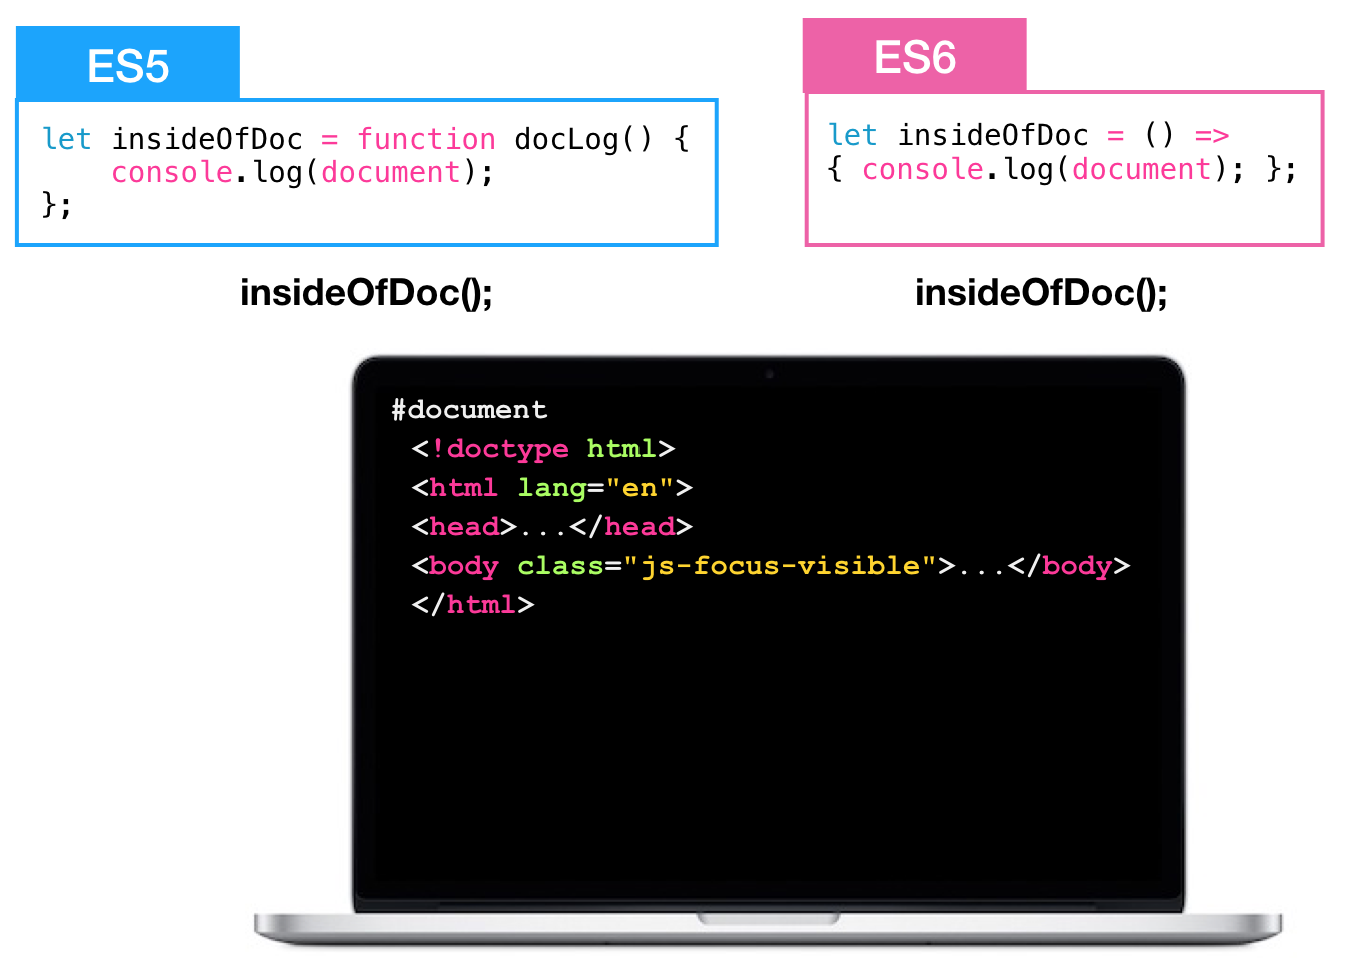 ES5
let insideOfDoc = function docLog() {
    console.log(document);
};
insideOfDoc();
ES6
let insideOfDoc = () =>
{ console.log(document); };
insideOfDoc();
#document
<!doctype html>
<html lang="en">
<head>...</head>
<body class="js-focus-visible">...</body>
</html>